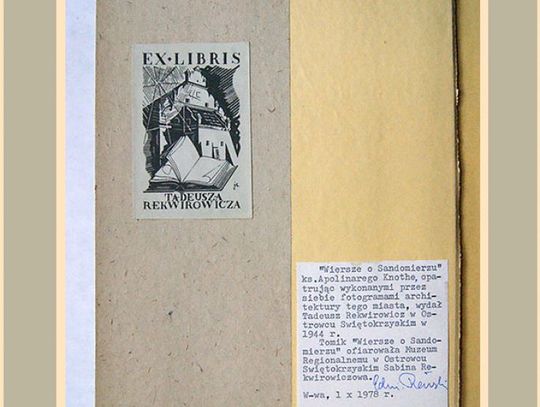 EX·LIBRIS
TADEUSZA
REKWIROWICZA
"Wiersze o Sandomierzu"
ks.Apolinarego Knothe, opa-
trując wykonanymi przez
siebie fotogramami archi-
tektury tego miasta, wydał
Tadeusz Rekwirowicz w Os-
trowcu Swiętokrzyskim w
1944 r.
Tomik "Wiersze o Sando-
mierzu" ofiarowała Muzeum
Regionalnemu w Ostrowcu
Swiętokrzyskim Sabina Re-
kwirowiczowa.
W-wa, 1 x 1978 r.